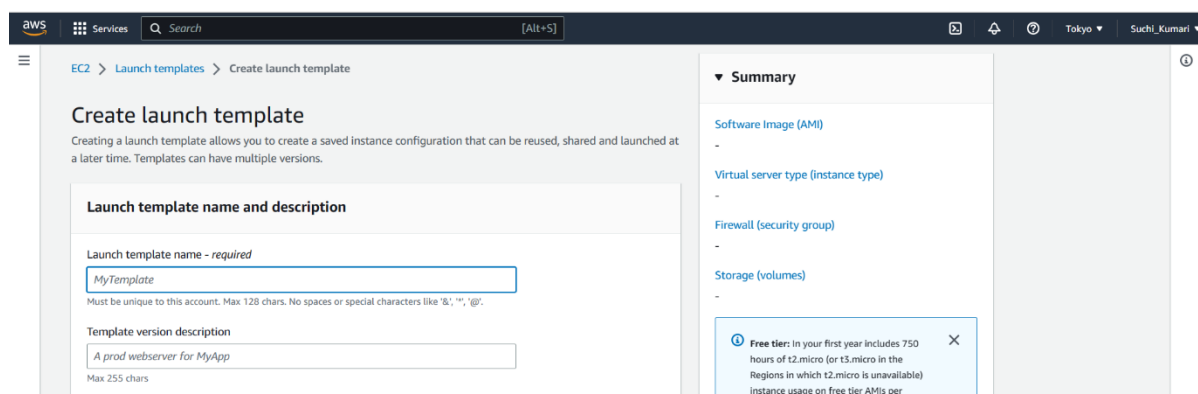 aws
Services
Search
[Alt+S]
Tokyo ▼
Suchi_Kumari
EC2 > Launch templates > Create launch template
Create launch template
Creating a launch template allows you to create a saved instance configuration that can be reused, shared and launched at
a later time. Templates can have multiple versions.
Launch template name and description
Launch template name - required
MyTemplate
Must be unique to this account. Max 128 chars. No spaces or special characters like '&', '*', '@'.
Template version description
A prod webserver for MyApp
Max 255 chars
▼ Summary
Software Image (AMI)
-
Virtual server type (instance type)
-
Firewall (security group)
-
Storage (volumes)
-
Free tier: In your first year includes 750
hours of t2.micro (or t3.micro in the
Regions in which t2.micro is unavailable)
instance usage on free tier AMIs per